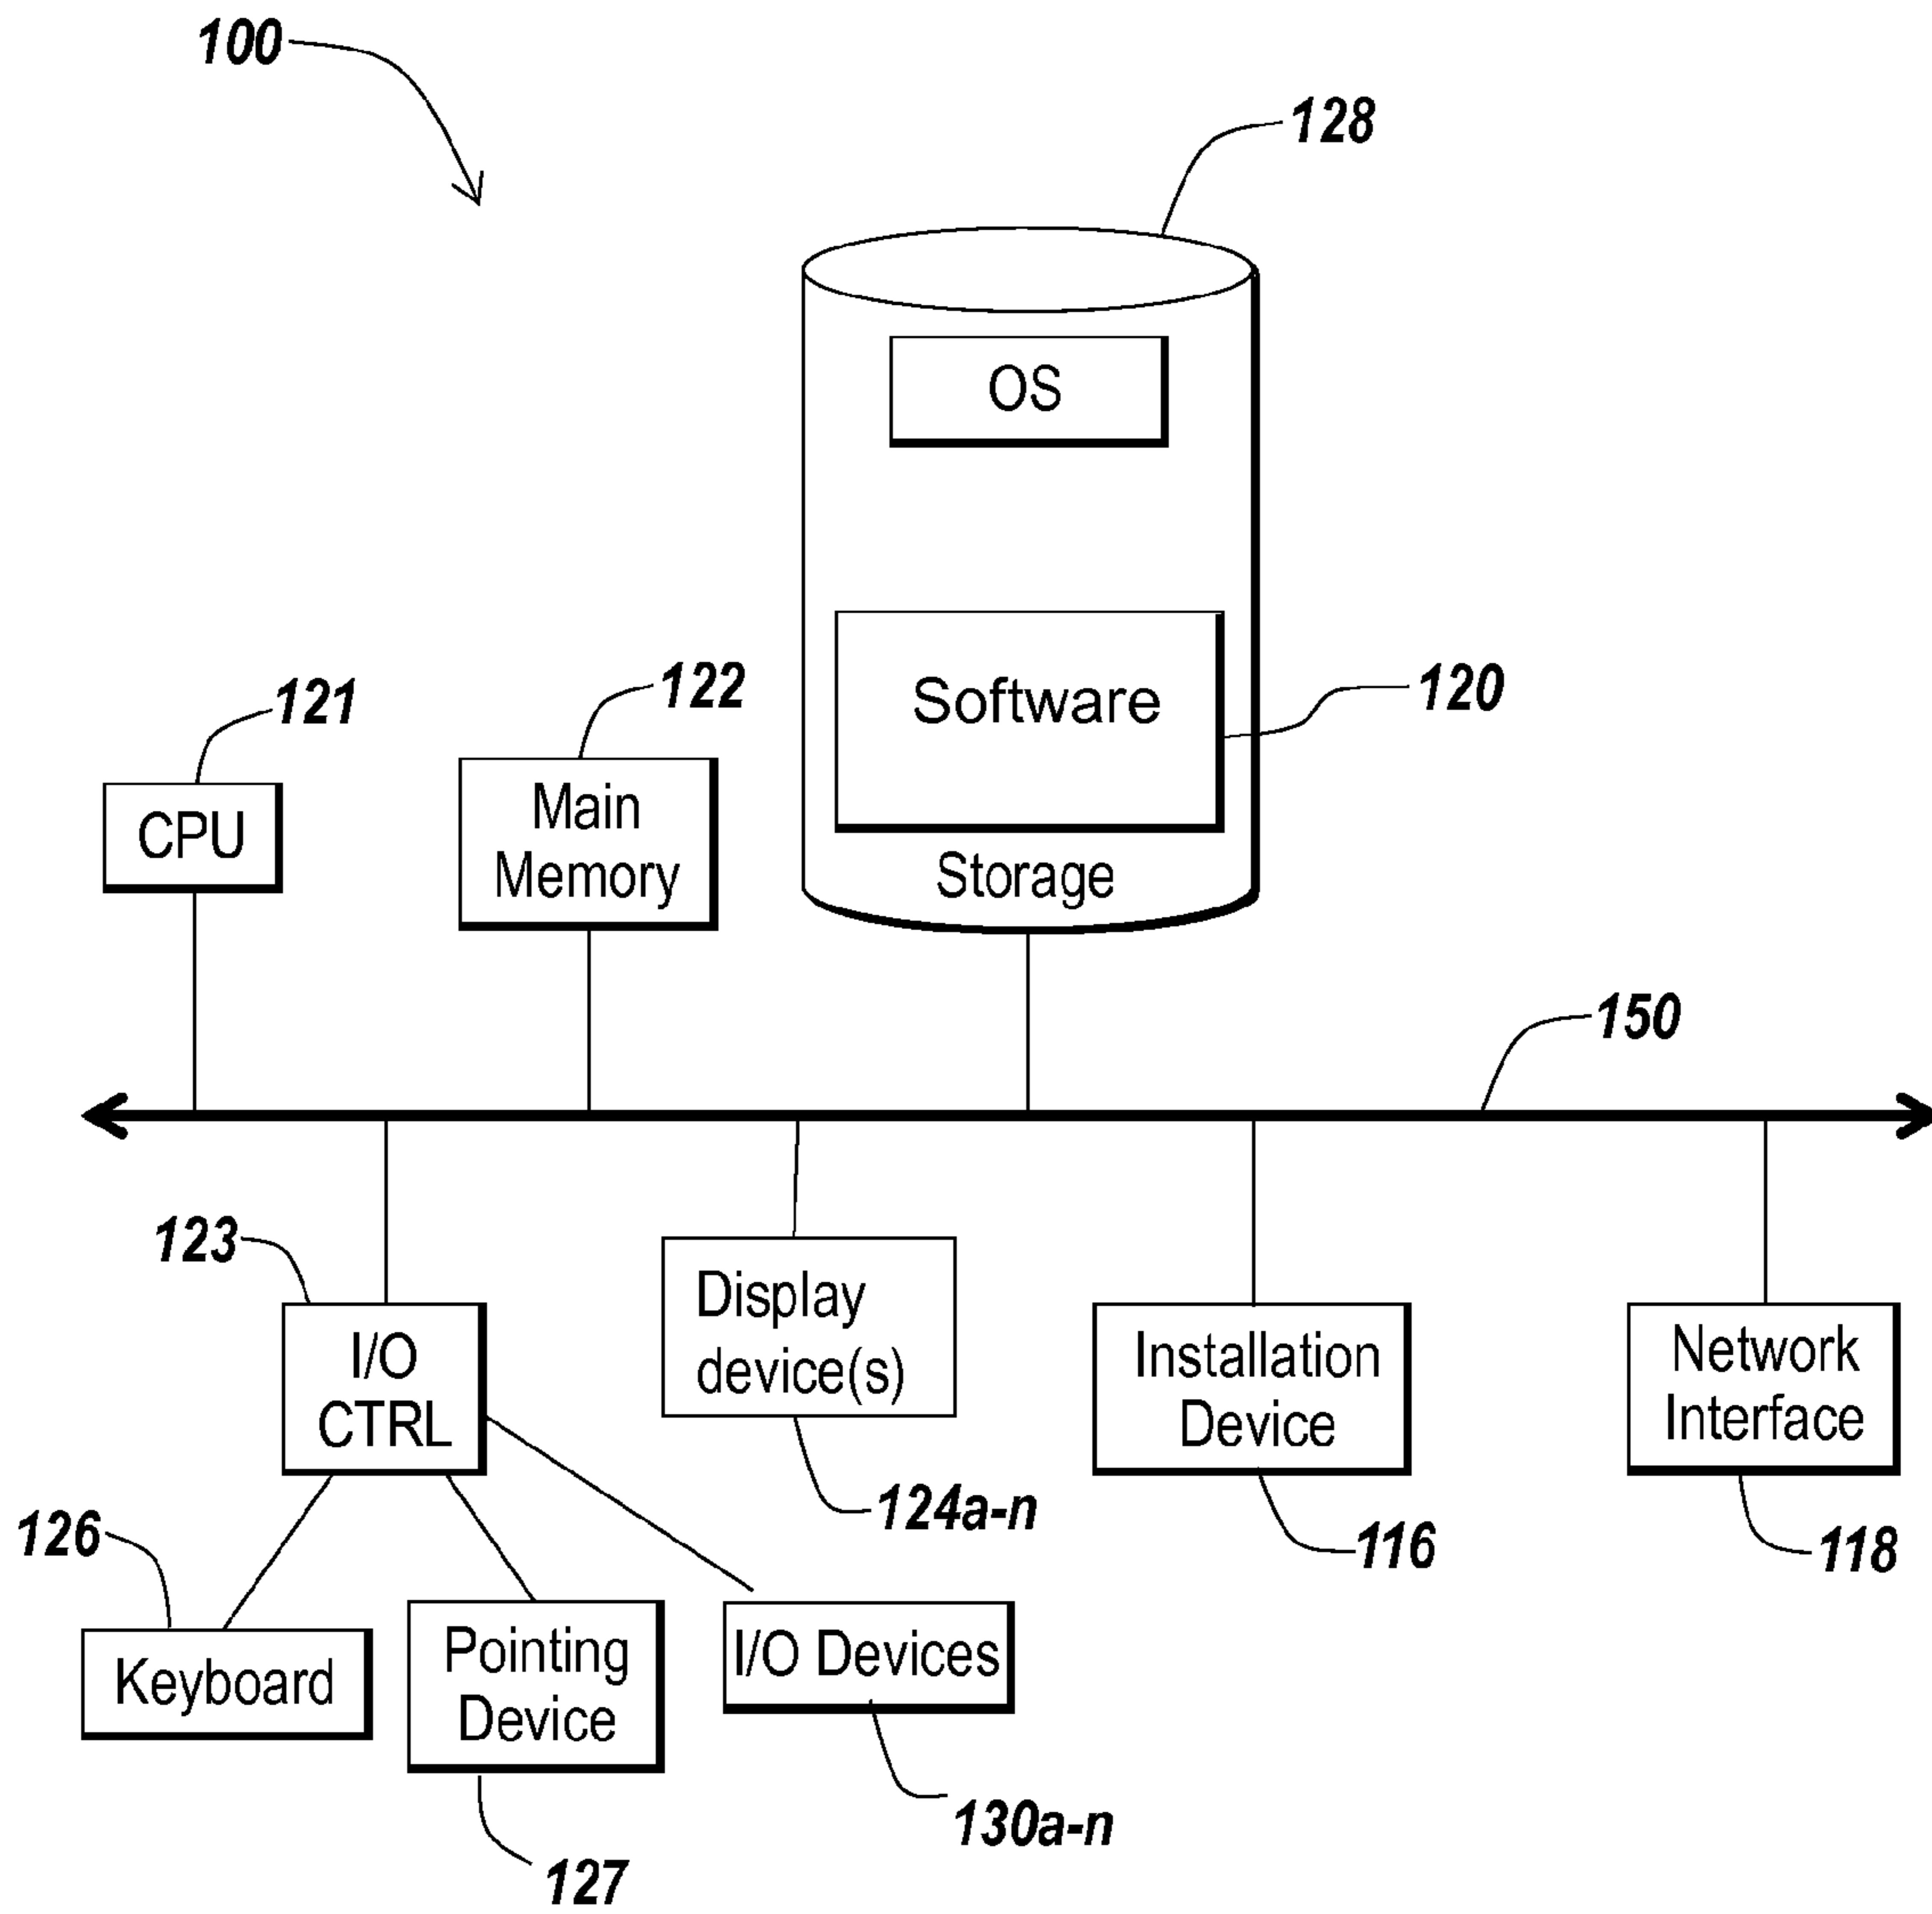 100
128
OS
Software
120
121
122
CPU
Main
Memory
Storage
150
123
Display
device(s)
I/O
CTRL
Installation
Device
Network
Interface
124a-n
116
118
126
Keyboard
Pointing
Device
I/O Devices
130a-n
127